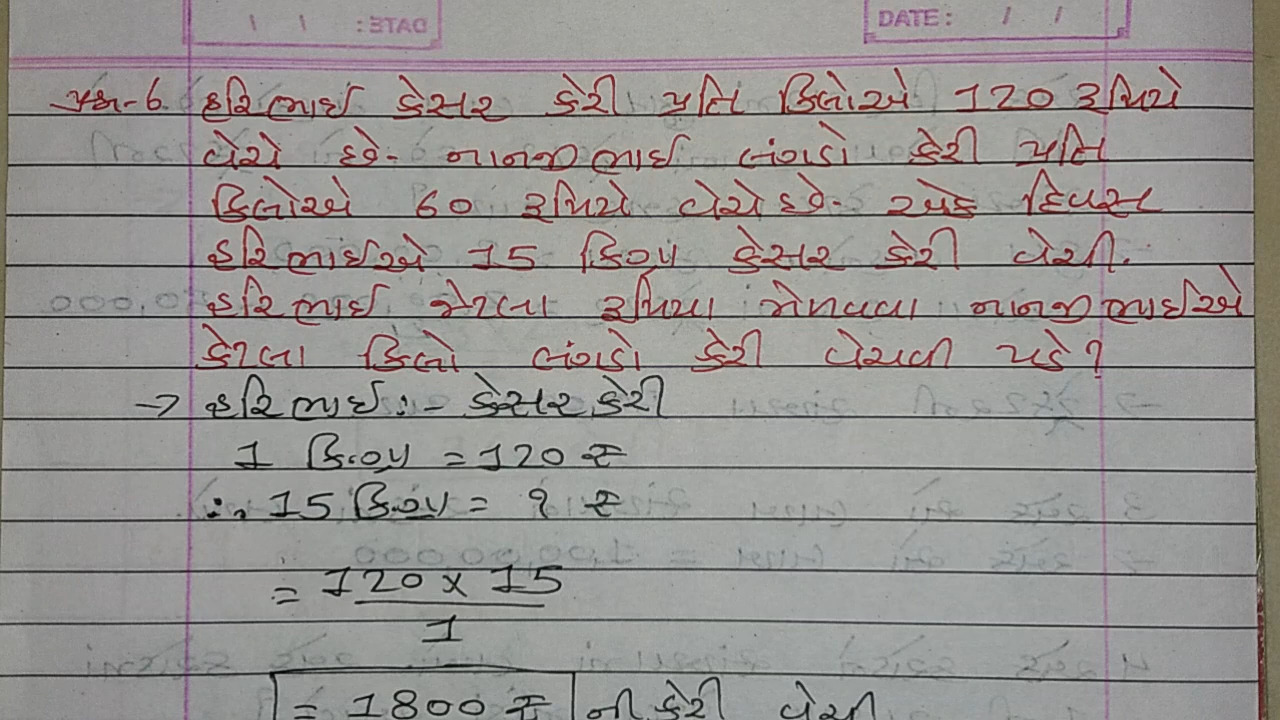 DATE: / /
પ્રશ્ન-6. હરિભાઈ કેસર કેરી પ્રતિ કિલોએ 120 રૂપિયે
વેચે છે. નાનજીભાઈ લંગડો કેરી પ્રતિ
કિલોએ 60 રૂપિયે વેચે છે. એક દિવસ
હરિભાઈએ 15 કિગ્રા કેસર કેરી વેચી.
હરિભાઈ જેટલા રૂપિયા મેળવવા નાનજીભાઈએ
કેટલા કિલો લંગડો કેરી વેચવી પડે?
→ હરિભાઈ :- કેસર કેરી
1 કિ.ગ્રા = 120 ₹
∴ 15 કિ.ગ્રા = ? ₹
= 120 x 15
1
= 1800 ₹ ની કેરી વેચી